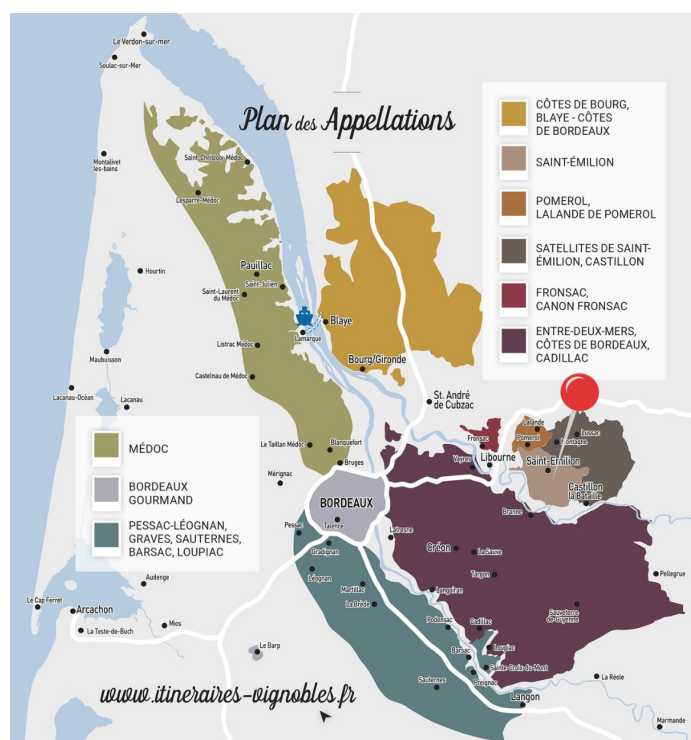 Plan des Appellations
CÔTES DE BOURG,
BLAYE - CÔTES
DE BORDEAUX
SAINT-ÉMILION
POMEROL,
LALANDE DE POMEROL
SATELLITES DE SAINT-
ÉMILION, CASTILLON
FRONSAC,
CANON FRONSAC
ENTRE-DEUX-MERS,
CÔTES DE BORDEAUX,
CADILLAC
MÉDOC
BORDEAUX
GOURMAND
PESSAC-LÉOGNAN,
GRAVES, SAUTERNES,
BARSAC, LOUPIAC
Le Verdon-sur-mer
Soulac-sur-Mer
Montalivet
les-bains
Saint-Christoly-Médoc
Lesparre-Médoc
Hourtin
Pauillac
Saint-Julien
Saint-Laurent
du Médoc
Lamarque
Blaye
Listrac Médoc
Maubuisson
Castelnau de Médoc
Bourg/Gironde
Lacanau-Océan
Lacanau
St. André
de Cubzac
Lalande
Pomerol
Lussac
Montagne
Fronsac
Libourne
Saint-Emilion
Vayres
Castillon
la Bataille
Branne
Le Taillan Médoc
Blanquefort
Bruges
Mérignac
BORDEAUX
Talence
Pessac
Gradignan
Léognan
Martillac
La Brède
Latresne
Créon
La Sauve
Targon
Langoiran
Podensac
Cadillac
Loupiac
Sainte-Croix-du-Mont
Barsac
Preignac
Sauternes
Langon
Sauveterre
de-Guyenne
Pellegrue
La Réole
Marmande
Audenge
Le Cap Ferret
Arcachon
La Teste-de-Buch
Mios
Le Barp
www.itineraires-vignobles.fr